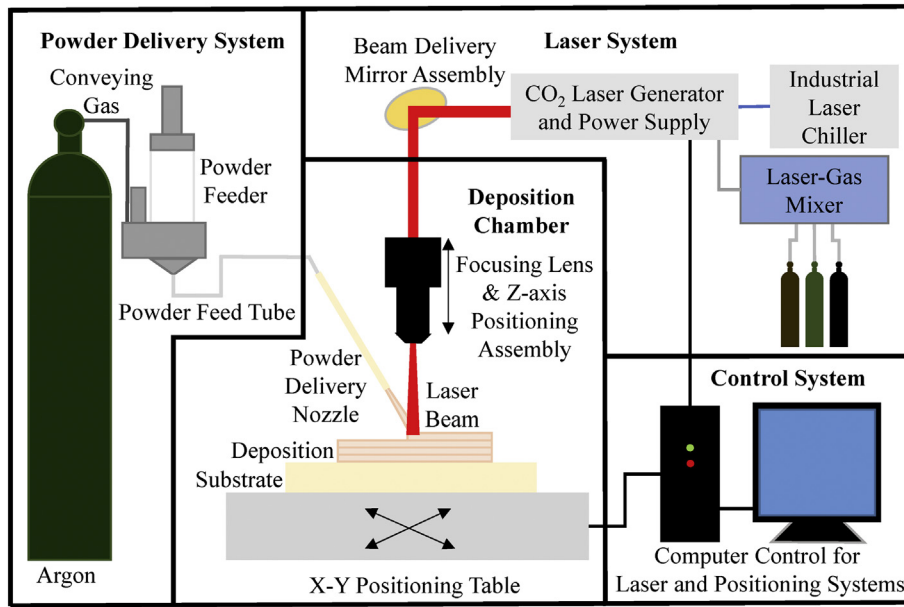 Powder Delivery System
Conveying
Gas
Powder
Feeder
Powder Feed Tube
Argon
Laser System
Beam Delivery
Mirror Assembly
CO₂ Laser Generator
and Power Supply
Industrial
Laser
Chiller
Laser-Gas
Mixer
Deposition
Chamber
Focusing Lens
& Z-axis
Positioning
Assembly
Powder
Delivery
Nozzle
Laser
Beam
Deposition
Substrate
X-Y Positioning Table
Control System
Computer Control for
Laser and Positioning Systems